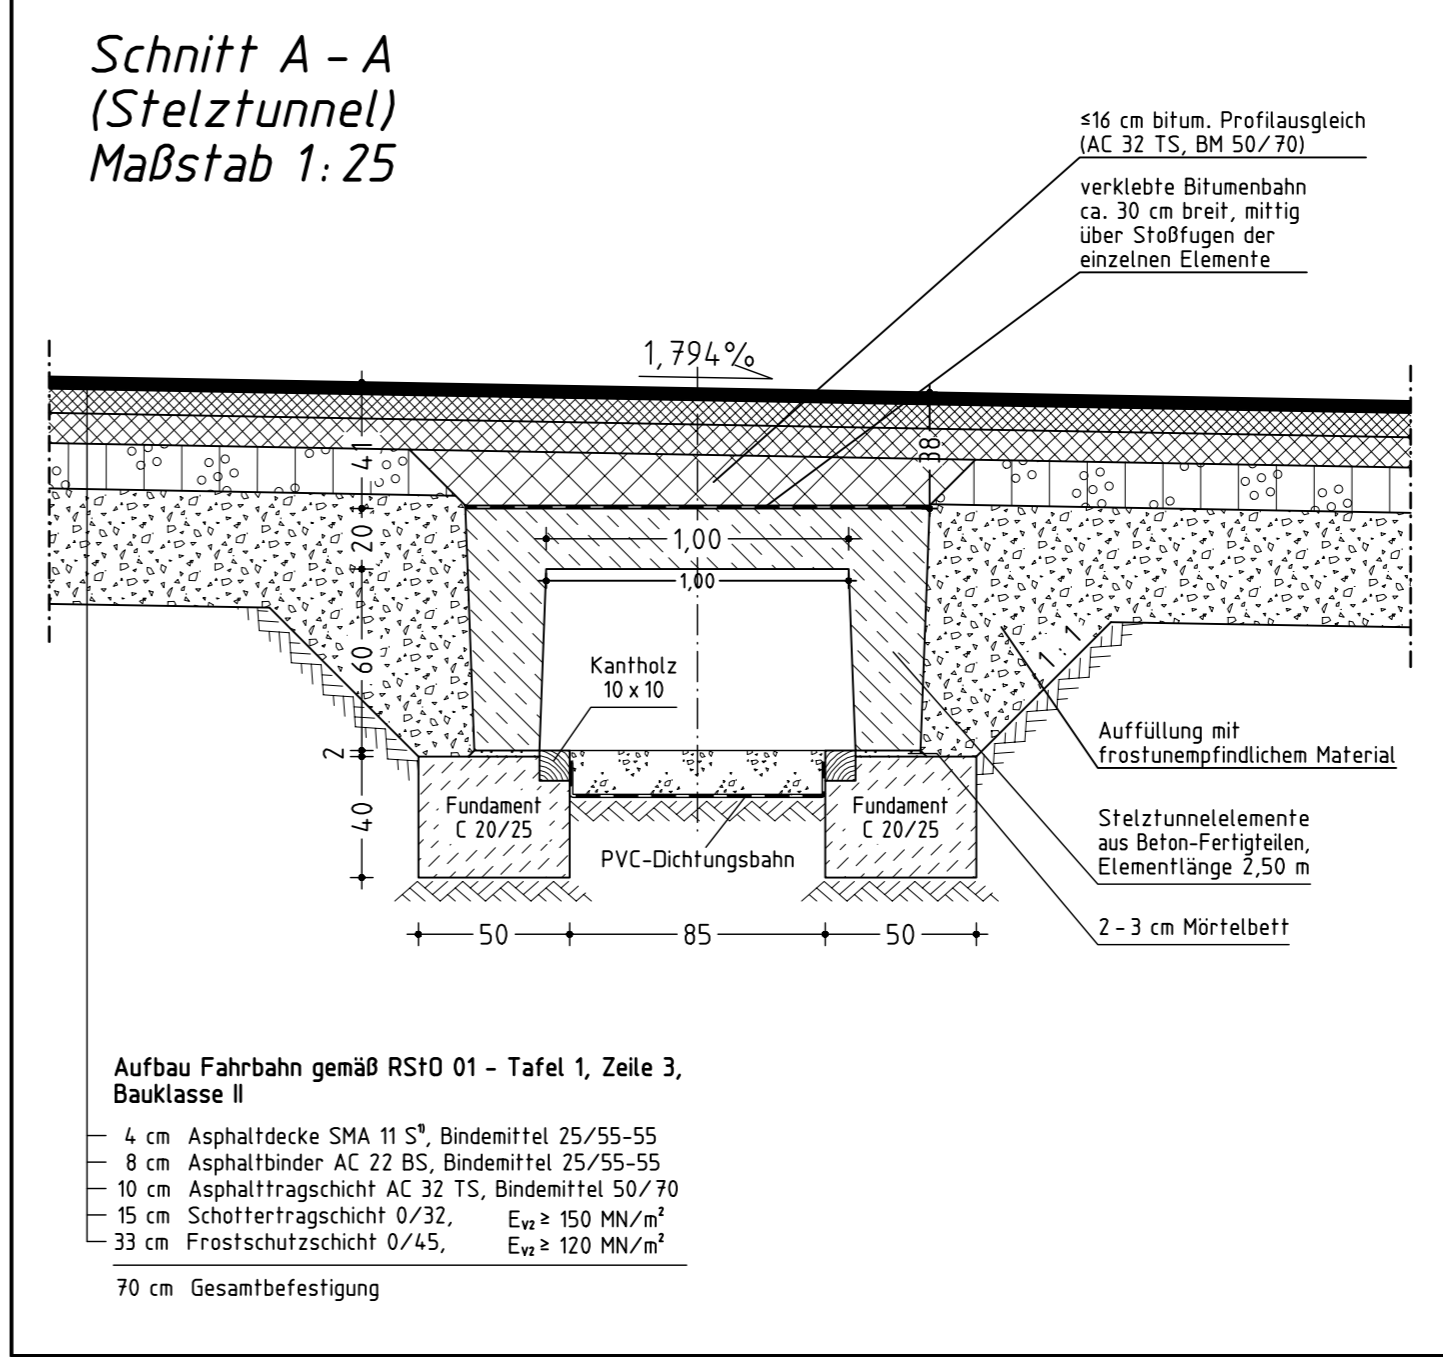 Schnitt A - A
(Stelztunnel)
Maßstab 1:25
≤16 cm bitum. Profilausgleich
(AC 32 TS, BM 50/70)
verklebte Bitumenbahn
ca. 30 cm breit, mittig
über Stoßfugen der
einzelnen Elemente
1,794%
41
38
20
1,00
1,00
60
1:1
Kantholz
10 x 10
2
Auffüllung mit
frostunempfindlichem Material
40
Fundament
C 20/25
Fundament
C 20/25
PVC-Dichtungsbahn
Stelztunnelelemente
aus Beton-Fertigteilen,
Elementlänge 2,50 m
2 - 3 cm Mörtelbett
50
85
50
Aufbau Fahrbahn gemäß RStO 01 - Tafel 1, Zeile 3,
Bauklasse II
4 cm Asphaltdecke SMA 11 S¹⁾, Bindemittel 25/55-55
8 cm Asphaltbinder AC 22 BS, Bindemittel 25/55-55
10 cm Asphalttragschicht AC 32 TS, Bindemittel 50/70
15 cm Schottertragschicht 0/32, Ev2 ≥ 150 MN/m²
33 cm Frostschutzschicht 0/45, Ev2 ≥ 120 MN/m²
70 cm Gesamtbefestigung